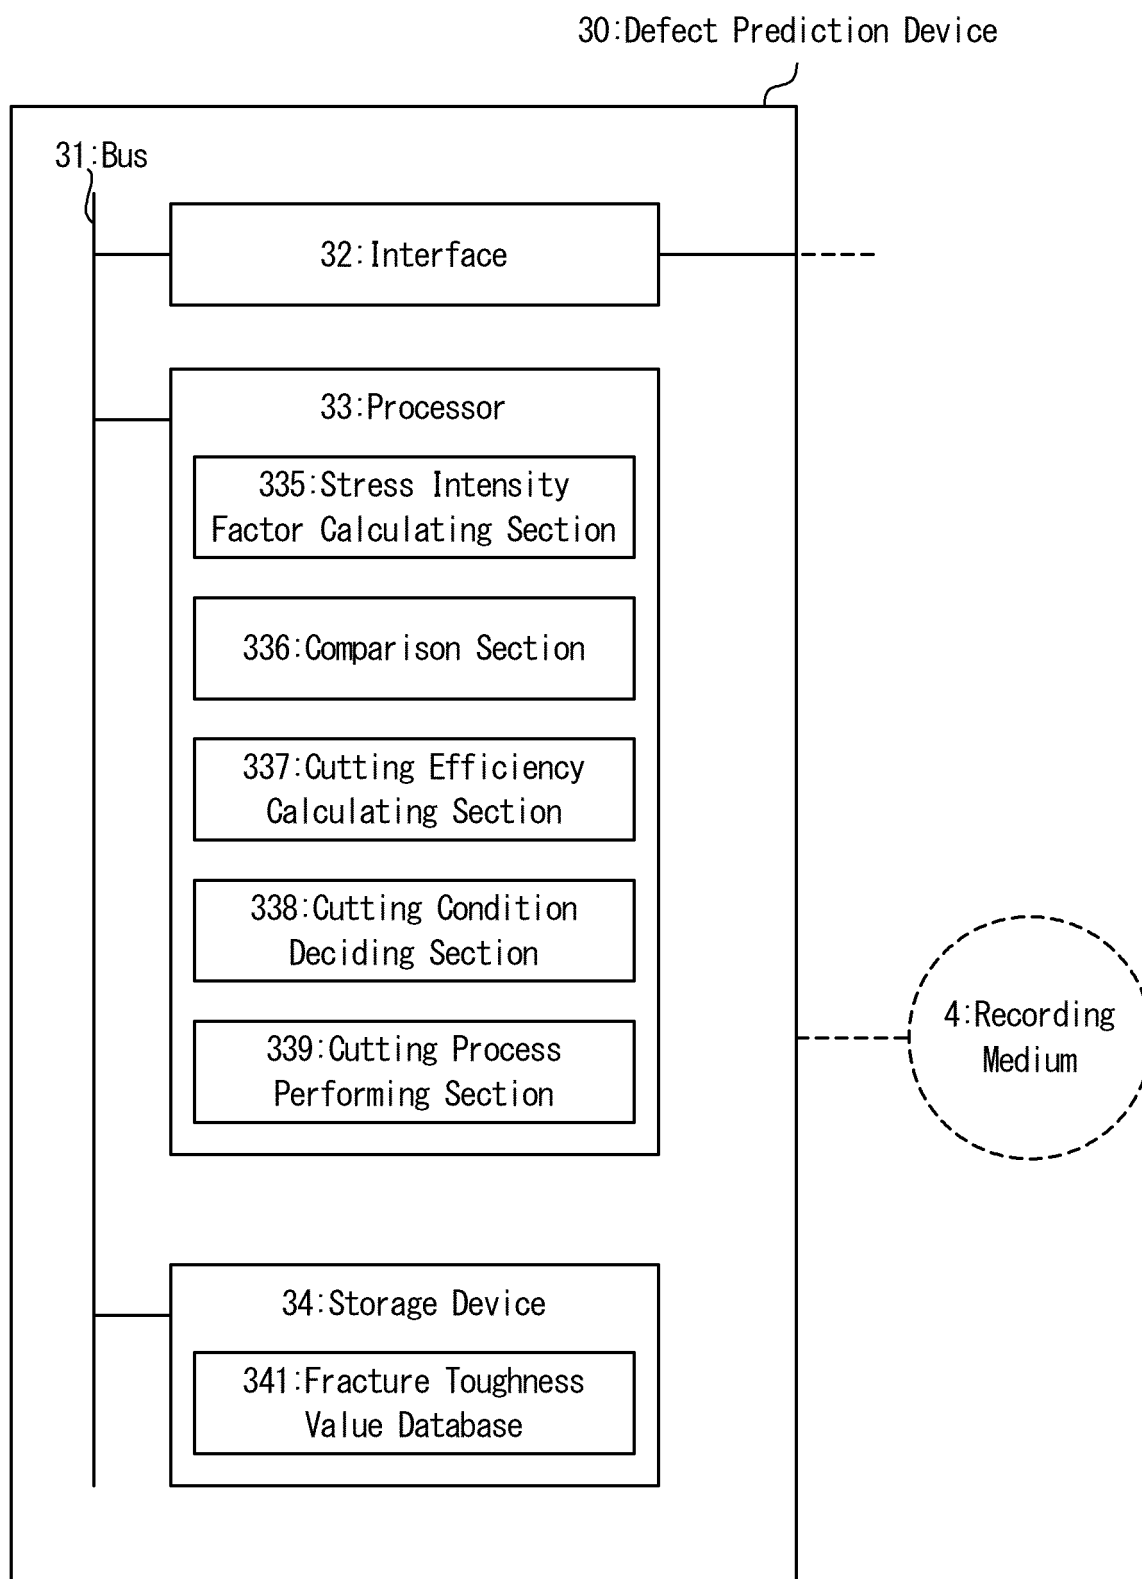 30:Defect Prediction Device
31:Bus
32:Interface
33:Processor
335:Stress Intensity
Factor Calculating Section
336:Comparison Section
337:Cutting Efficiency
Calculating Section
338:Cutting Condition
Deciding Section
339:Cutting Process
Performing Section
4:Recording
Medium
34:Storage Device
341:Fracture Toughness
Value Database